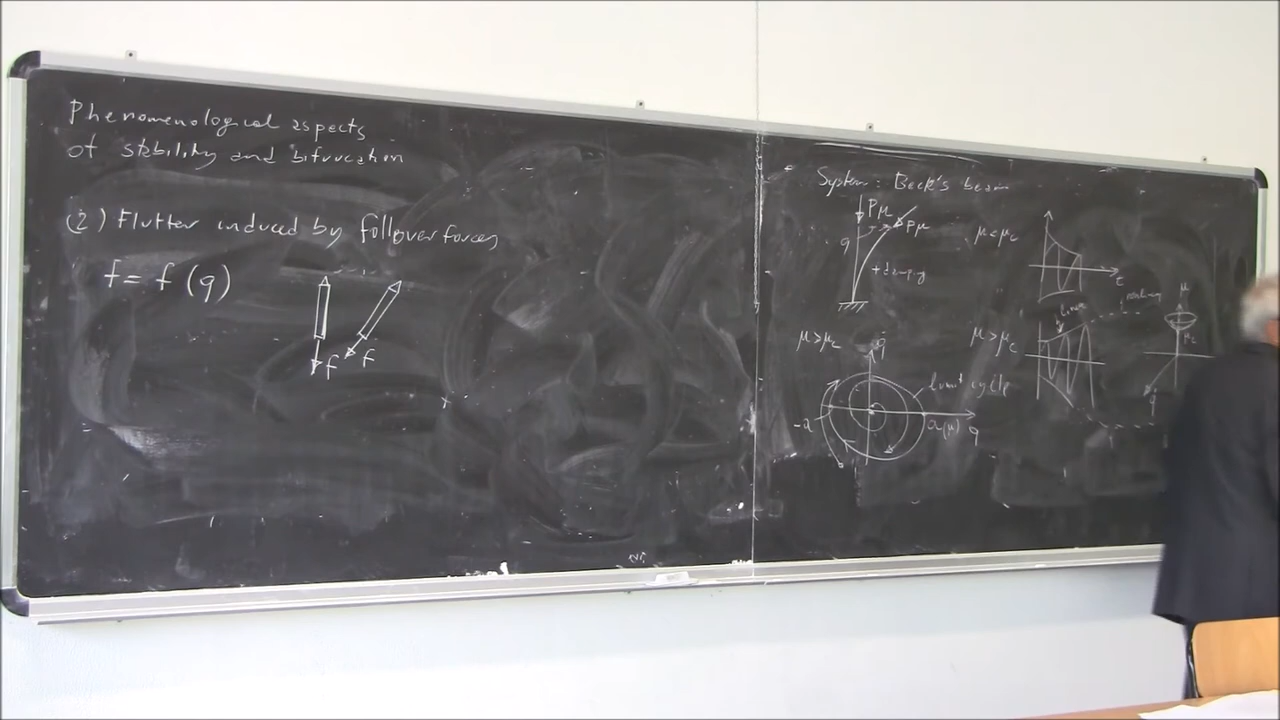 Phenomenological aspects
of stability and bifurcation
(2) Flutter induced by follower forces
f = f (q)
f f
System: Beck's beam
Pμ
Pμ
q
+ damping
μ < μc
t
μ > μc
q̇
limit cycle
-a
a(μ) q
μ > μc
linear
μ
μc
q